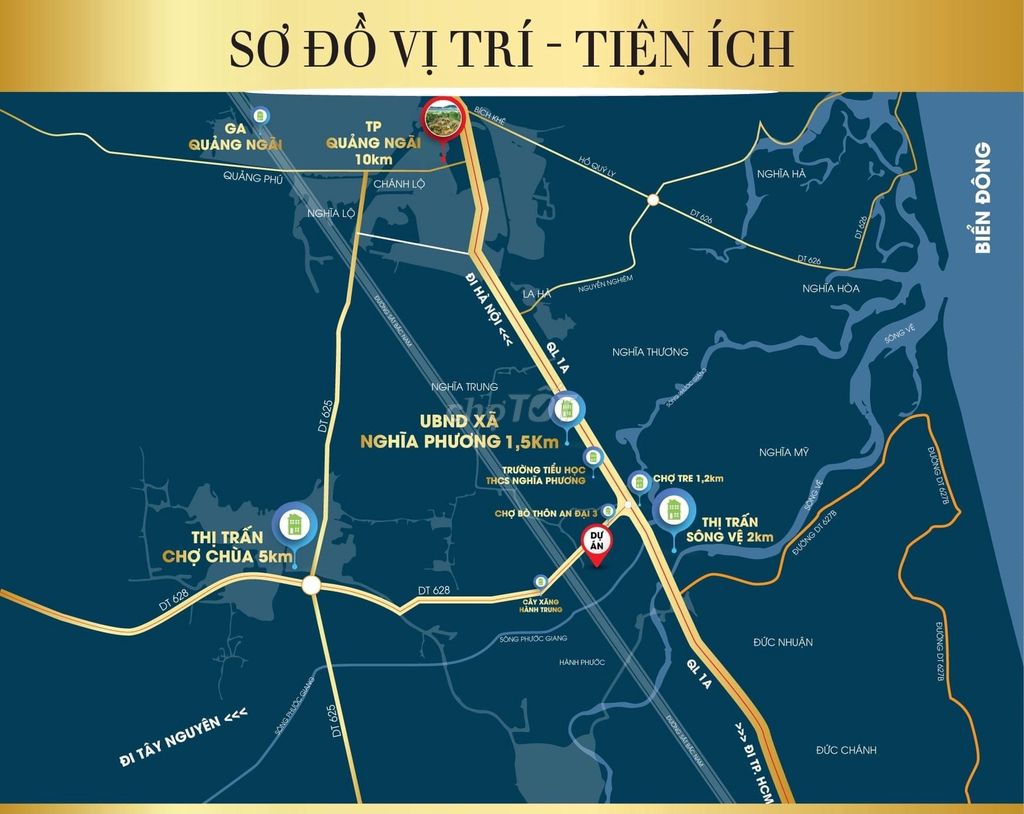 SƠ ĐỒ VỊ TRÍ - TIỆN ÍCH
BÍCH KHÊ
GA
QUẢNG NGÃI
TP
QUẢNG NGÃI
10km
QUẢNG PHÚ
CHÁNH LỘ
HỒ QUÝ LY
NGHĨA HÀ
BIỂN ĐÔNG
NGHĨA LỘ
DT 626
DT 626
DT 626
NGUYỄN NGHIÊM
NGHĨA HÒA
LA HÀ
ĐI HÀ NỘI <<<
ĐƯỜNG SẮT BẮC NAM
SÔNG VỆ
QL 1A
NGHĨA THƯƠNG
NGHĨA TRUNG
SÔNG PHƯỚC GIANG
chợTỐT
DT 625
UBND XÃ
NGHĨA PHƯƠNG 1,5Km
NGHĨA MỸ
TRƯỜNG TIỂU HỌC
THCS NGHĨA PHƯƠNG
CHỢ TRE 1,2km
ĐƯỜNG DT 627B
SÔNG VỆ
CHỢ BÒ THÔN AN ĐẠI 3
THỊ TRẤN
SÔNG VỆ 2km
ĐƯỜNG DT 627B
THỊ TRẤN
CHỢ CHÙA 5km
DỰ
ÁN
DT 628
DT 628
CÂY XĂNG
HÀNH TRUNG
SÔNG PHƯỚC GIANG
HÀNH PHƯỚC
ĐỨC NHUẬN
ĐƯỜNG DT 627B
QL 1A
SÔNG PHƯỚC GIANG
DT 625
ĐI TÂY NGUYÊN <<<
ĐƯỜNG SẮT BẮC NAM
>>> ĐI TP. HCM
ĐỨC CHÁNH